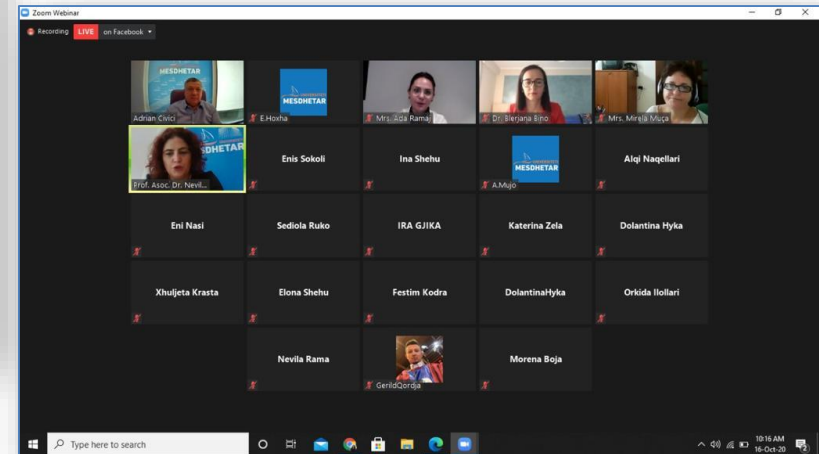 Zoom Webinar
Recording LIVE on Facebook
MESDHETAR
Adrian Civici
MESDHETAR
E.Hoxha
Mrs. Ada Ramaj
Dr. Blerjana Bino
Mrs. Mirela Muça
DHETAR
Prof. Asoc. Dr. Nevil...
Enis Sokoli
Ina Shehu
MESDHETAR
A.Mujo
Alqi Naqellari
Eni Nasi
Sediola Ruko
IRA GJIKA
Katerina Zela
Dolantina Hyka
Xhuljeta Krasta
Elona Shehu
Festim Kodra
DolantinaHyka
Orkida Ilollari
Nevila Rama
GerildQordja
Morena Boja
Type here to search
10:16 AM
16-Oct-20
2